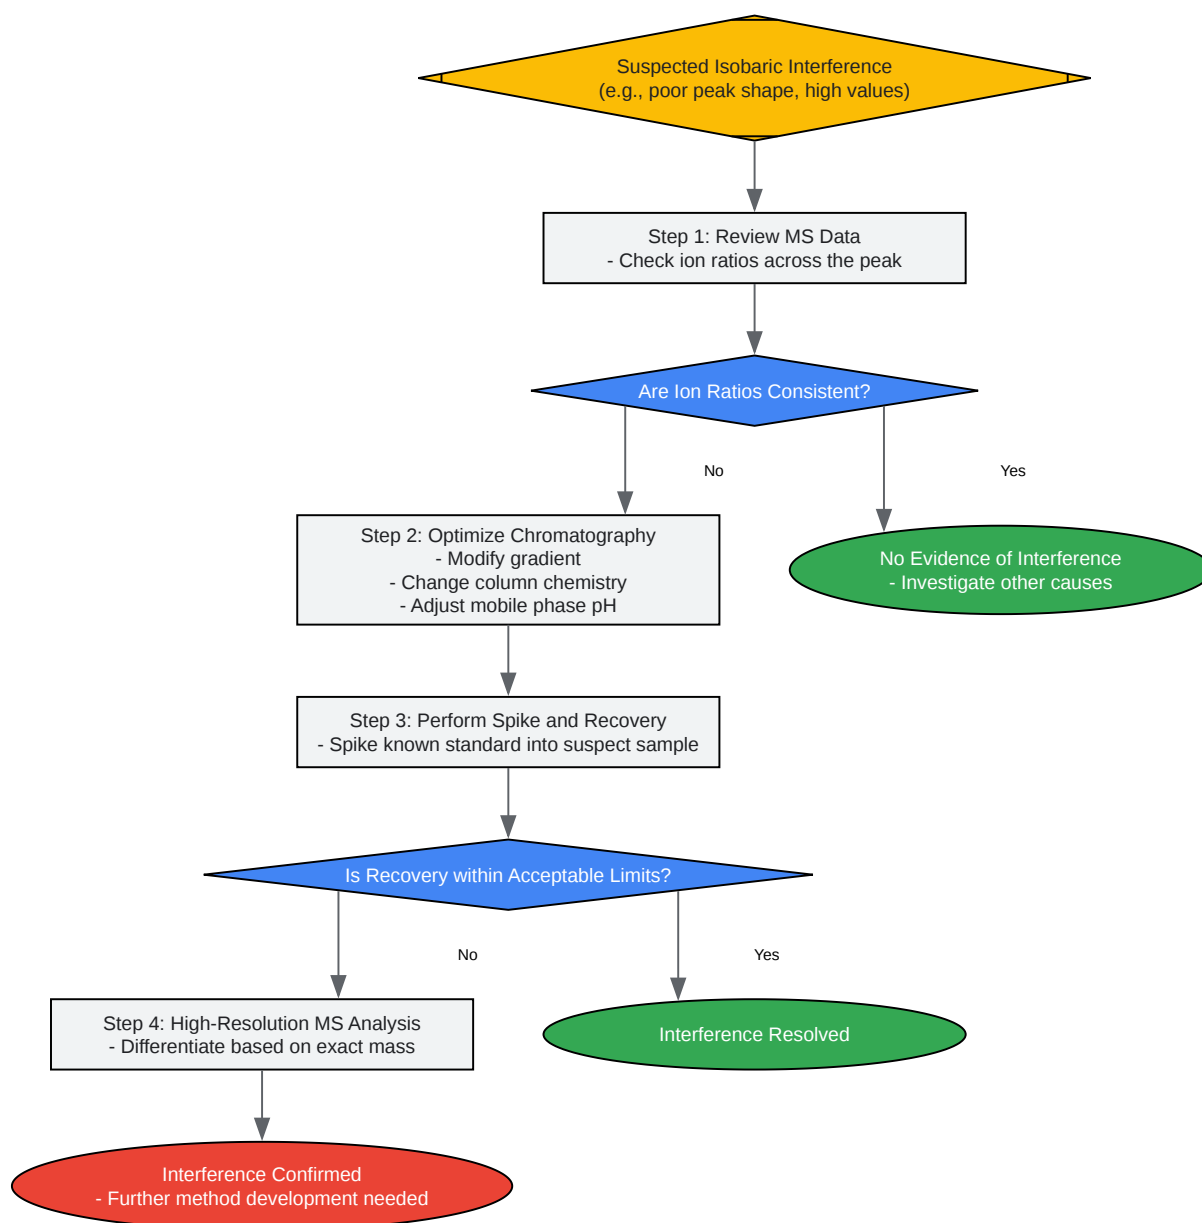 Suspected Isobaric Interference
(e.g., poor peak shape, high values)
Step 1: Review MS Data
- Check ion ratios across the peak
Are Ion Ratios Consistent?
No
Yes
Step 2: Optimize Chromatography
- Modify gradient
- Change column chemistry
- Adjust mobile phase pH
No Evidence of Interference
- Investigate other causes
Step 3: Perform Spike and Recovery
- Spike known standard into suspect sample
Is Recovery within Acceptable Limits?
No
Yes
Step 4: High-Resolution MS Analysis
- Differentiate based on exact mass
Interference Resolved
Interference Confirmed
- Further method development needed